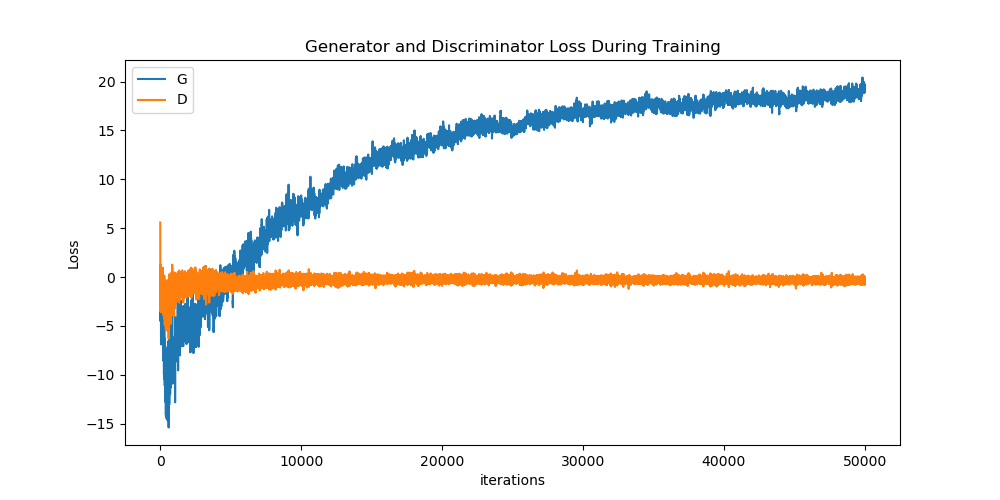 Generator and Discriminator Loss During Training
G
D
20
15
10
5
0
−5
−10
−15
Loss
0 10000 20000 30000 40000 50000
iterations